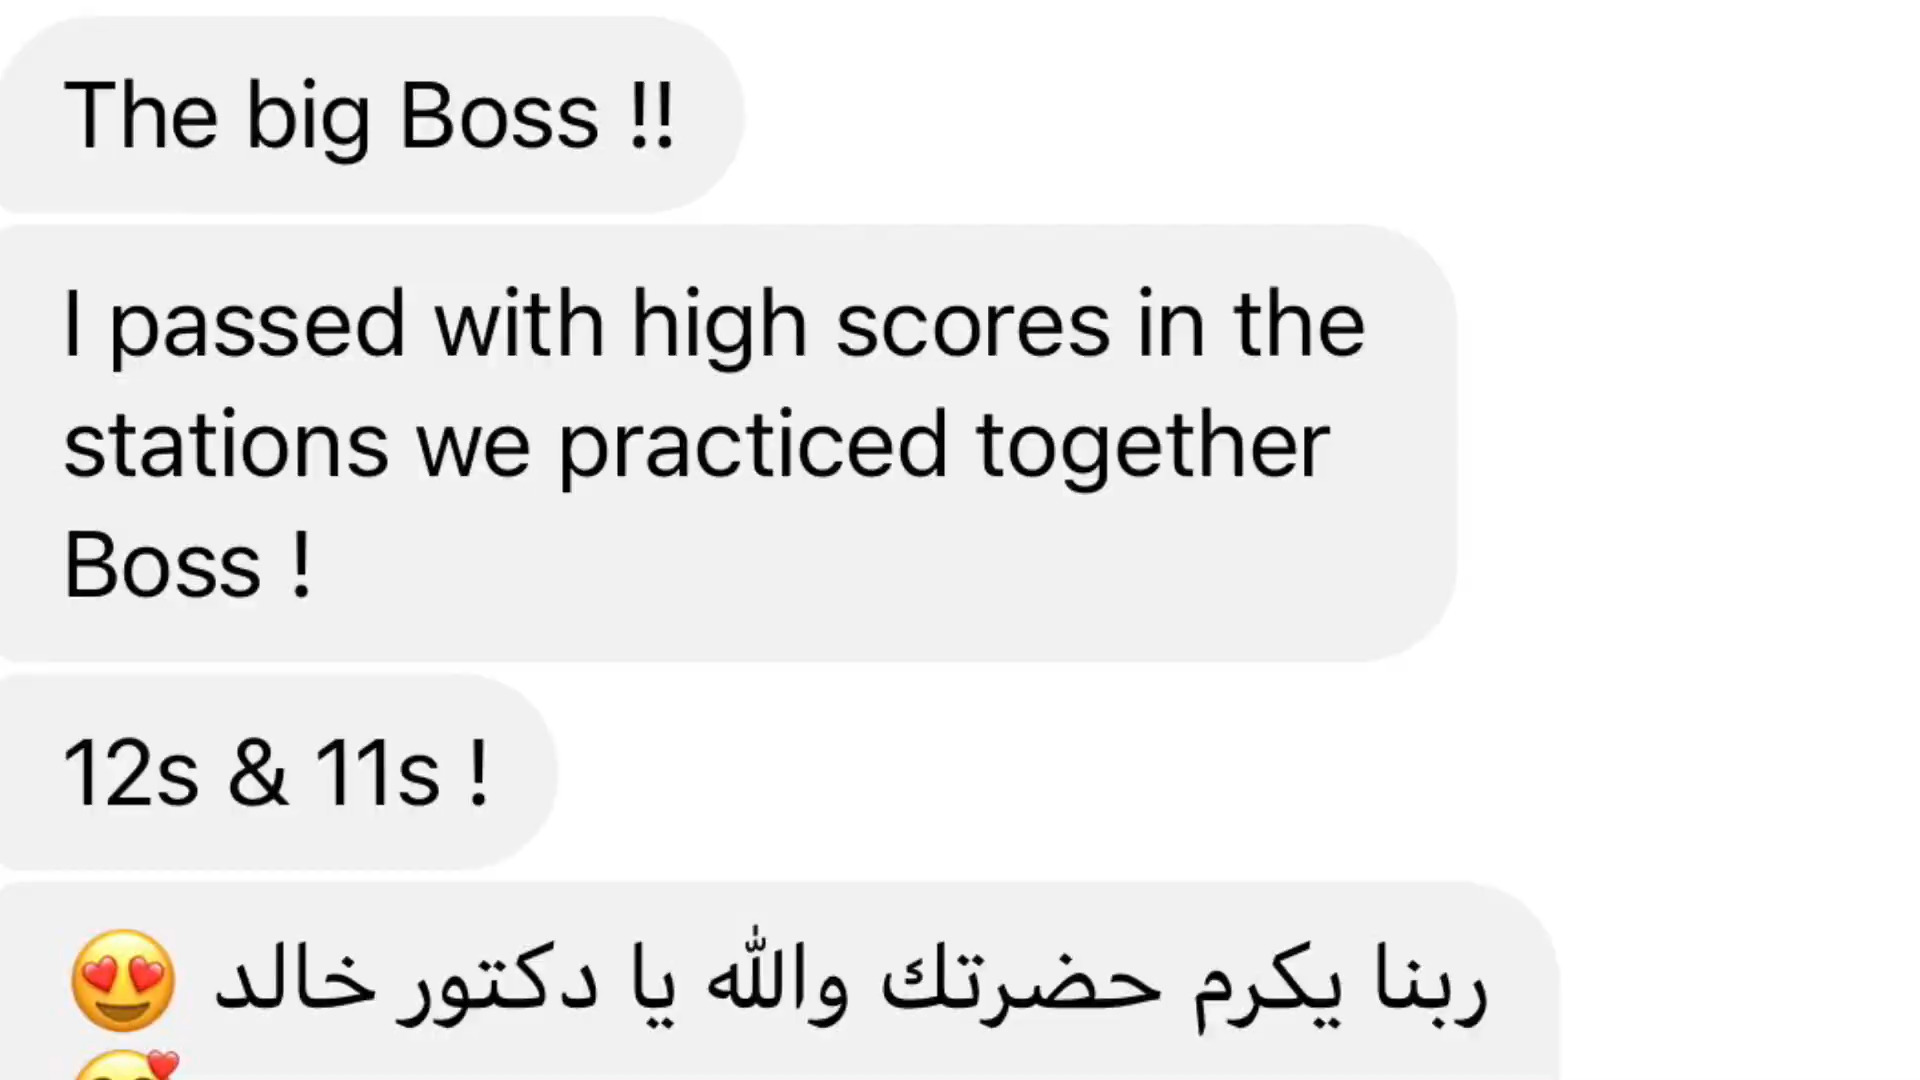 The big Boss !!
I passed with high scores in the
stations we practiced together
Boss !
12s & 11s !
ربنا يكرم حضرتك والله يا دكتور خالد 😍
🥰